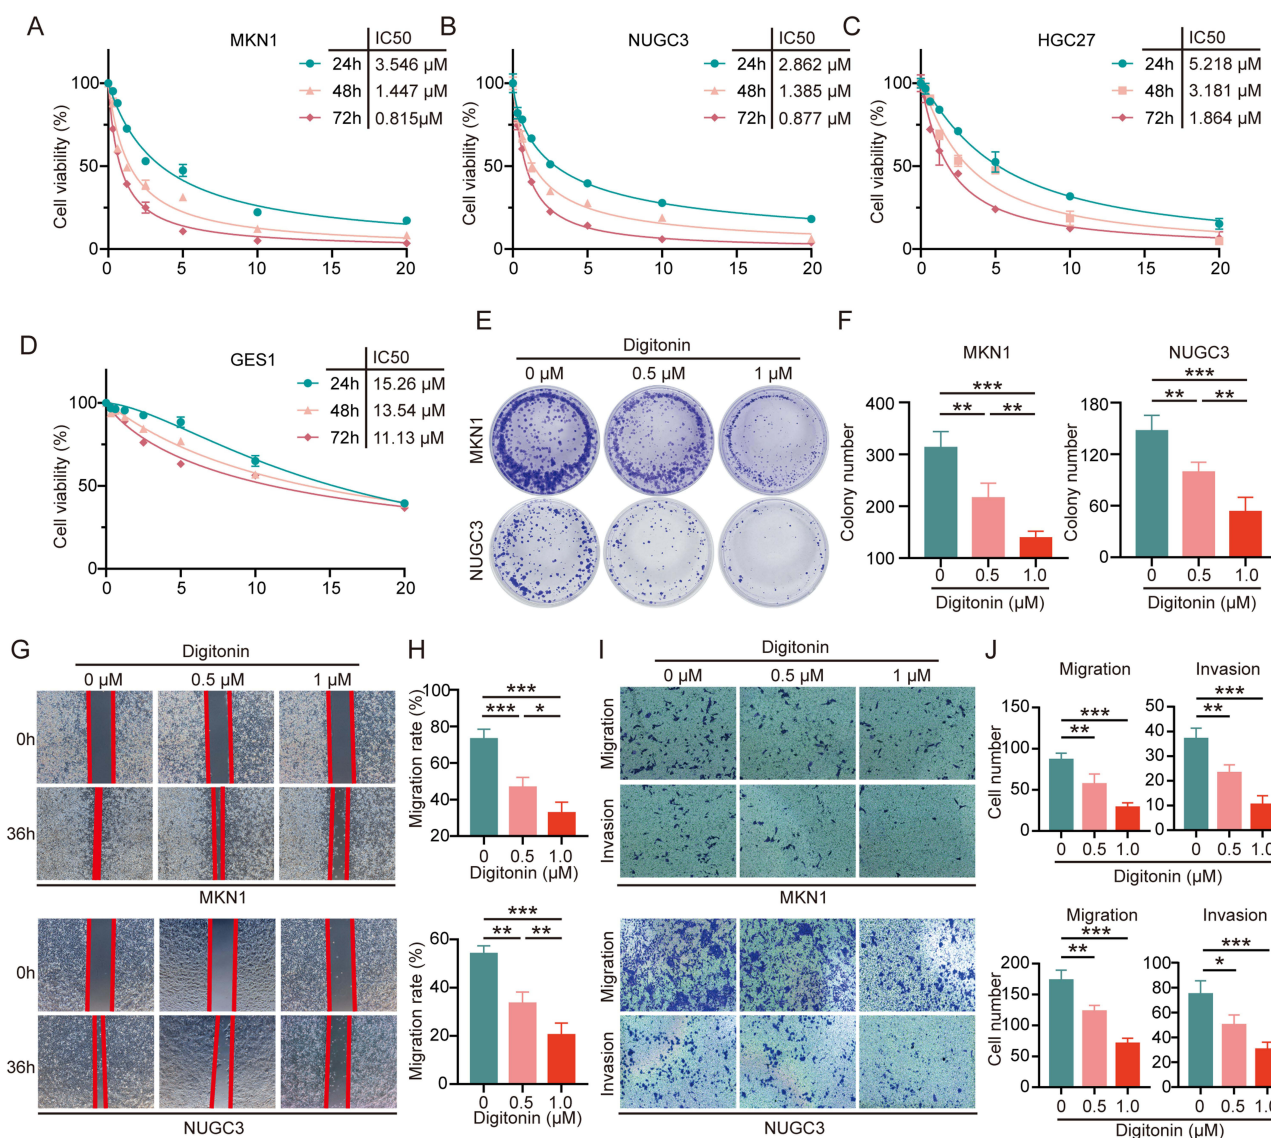 A
MKN1
IC50
24h 3.546 μM
48h 1.447 μM
72h 0.815μM
Cell viability (%)
100
50
0
0 5 10 15 20
B
NUGC3
IC50
24h 2.862 μM
48h 1.385 μM
72h 0.877 μM
Cell viability (%)
100
50
0
0 5 10 15 20
C
HGC27
IC50
24h 5.218 μM
48h 3.181 μM
72h 1.864 μM
Cell viability (%)
100
50
0
0 5 10 15 20
D
GES1
IC50
24h 15.26 μM
48h 13.54 μM
72h 11.13 μM
Cell viability (%)
100
50
0
0 5 10 15 20
E
Digitonin
0 μM 0.5 μM 1 μM
MKN1
NUGC3
F
MKN1
***
** **
Colony number
400
300
200
100
0 0.5 1.0
Digitonin (μM)
NUGC3
***
** **
Colony number
180
120
60
0
0 0.5 1.0
Digitonin (μM)
G
Digitonin
0 μM 0.5 μM 1 μM
0h
36h
MKN1
0h
36h
NUGC3
H
***
*** *
Migration rate (%)
100
80
60
40
20
0 0.5 1.0
Digitonin (μM)
***
** **
Migration rate (%)
60
40
20
0
0 0.5 1.0
Digitonin (μM)
I
Digitonin
0 μM 0.5 μM 1 μM
Migration
Invasion
MKN1
Migration
Invasion
NUGC3
J
Migration
***
**
Cell number
150
100
50
0
0 0.5 1.0
Invasion
***
**
50
40
30
20
10
0
0 0.5 1.0
Digitonin (μM)
Migration
***
**
Cell number
200
150
100
50
0
0 0.5 1.0
Invasion
***
*
100
80
60
40
20
0
0 0.5 1.0
Digitonin (μM)